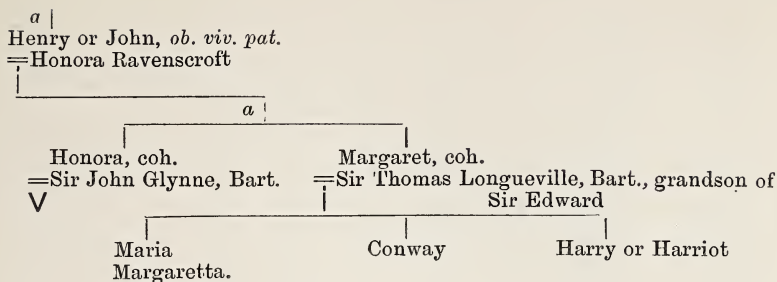 a
Henry or John, ob. viv. pat.
=Honora Ravenscroft
a
Honora, coh.
=Sir John Glynne, Bart.
V
Margaret, coh.
=Sir Thomas Longueville, Bart., grandson of
Sir Edward
Maria
Margaretta.
Conway
Harry or Harriot